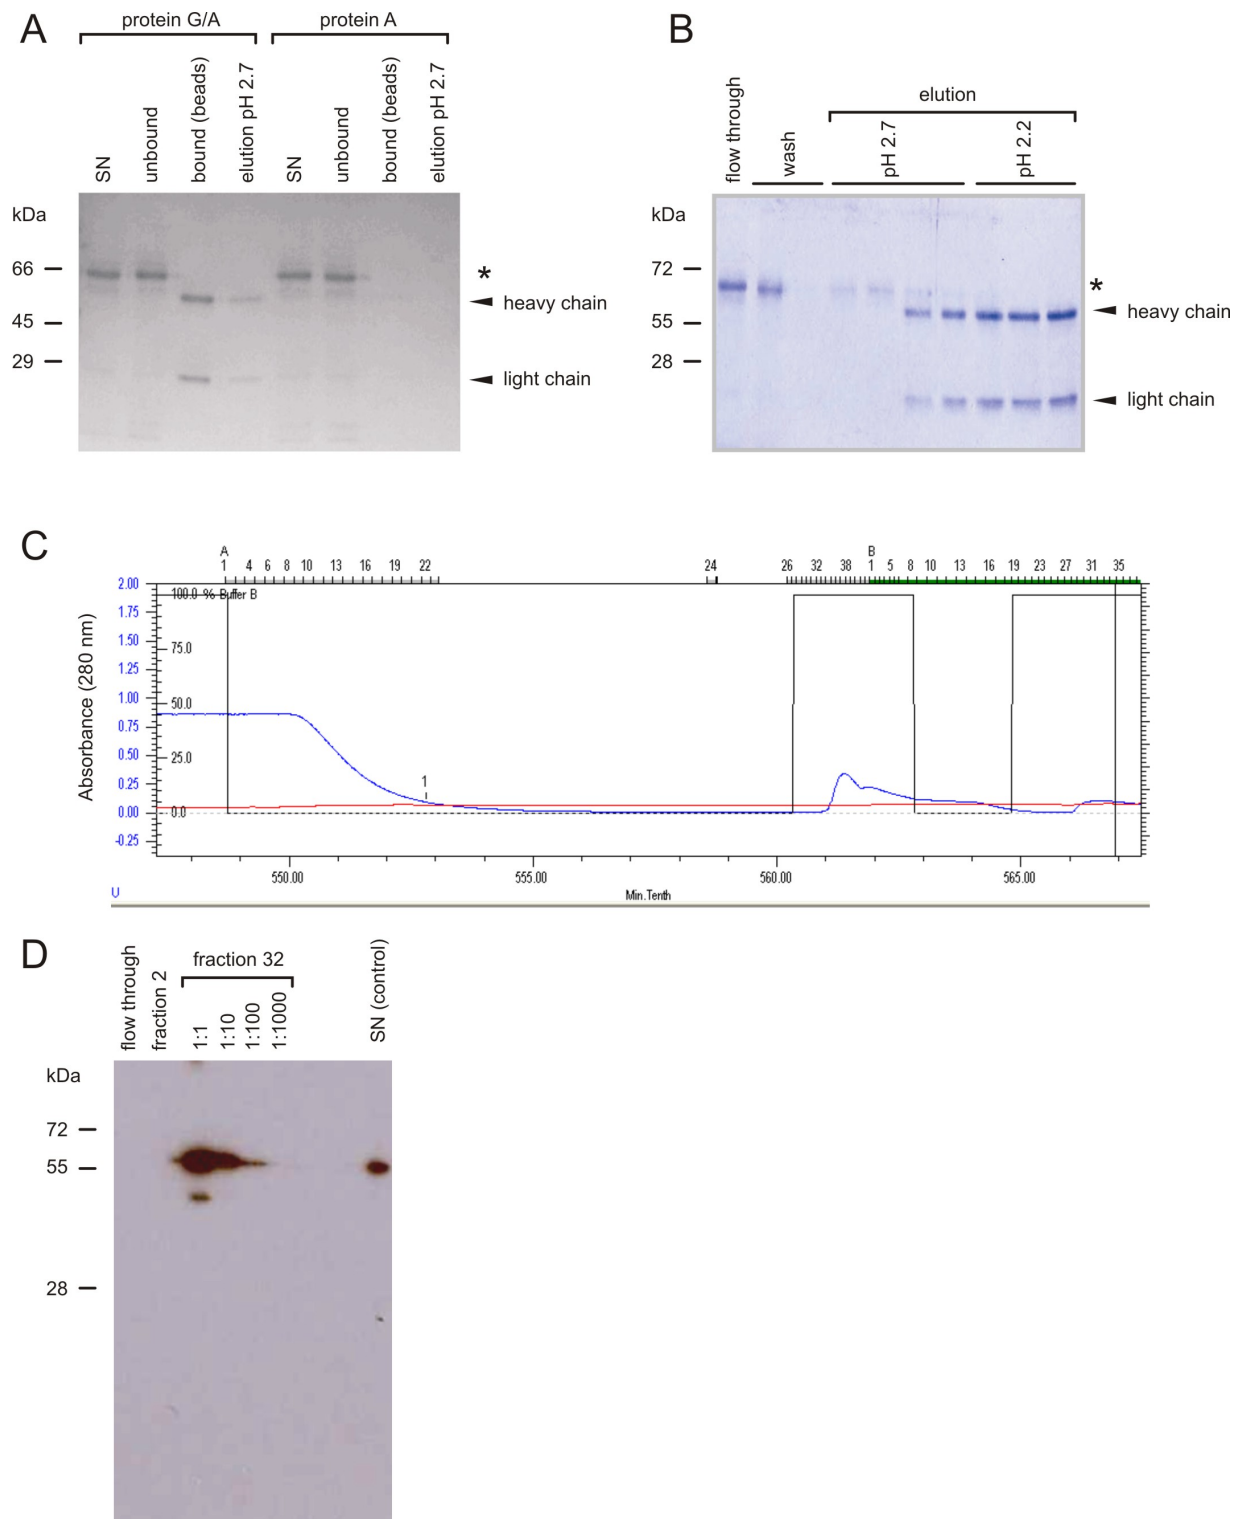 A
protein G/A
protein A
SN
unbound
bound (beads)
elution pH 2.7
SN
unbound
bound (beads)
elution pH 2.7
kDa
66
45
29
*
heavy chain
light chain
B
elution
flow through
wash
pH 2.7
pH 2.2
kDa
72
55
28
*
heavy chain
light chain
C
A B
1 4 6 8 10 13 16 19 22 24 26 32 38 1 5 8 10 13 16 19 23 27 31 35
Absorbance (280 nm)
2.00
1.75
1.50
1.25
1.00
0.75
0.50
0.25
0.00
-0.25
100.0 % Buffer B
75.0
50.0
25.0
0.0
1
550.00 555.00 560.00 565.00
Min.Tenth
U
D
fraction 32
flow through
fraction 2
1:1
1:10
1:100
1:1000
SN (control)
kDa
72
55
28